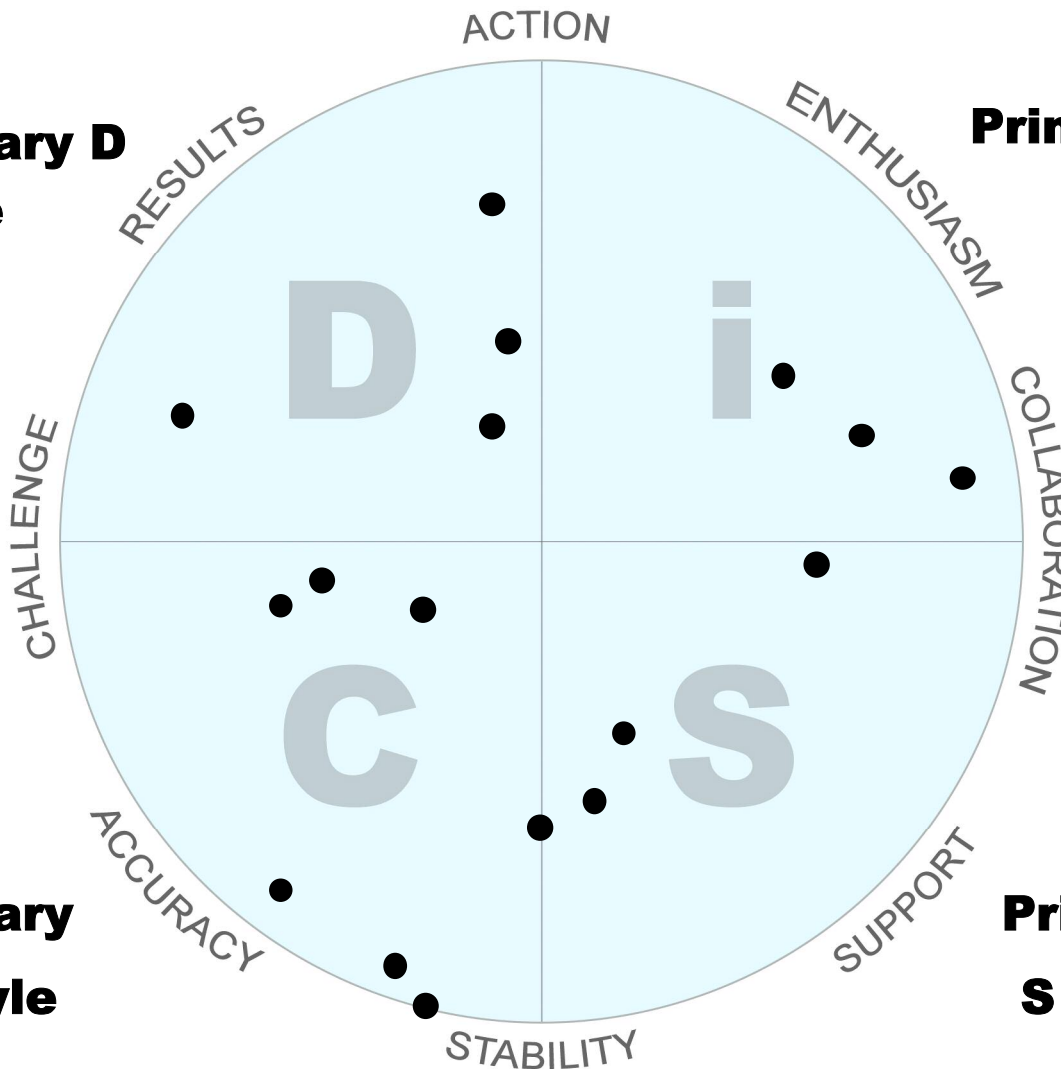 ACTION
RESULTS
ENTHUSIASM
ary D
e
Prin
D
i
COLLABORATION
CHALLENGE
C
S
ACCURACY
SUPPORT
ary
yle
Pri
S
STABILITY